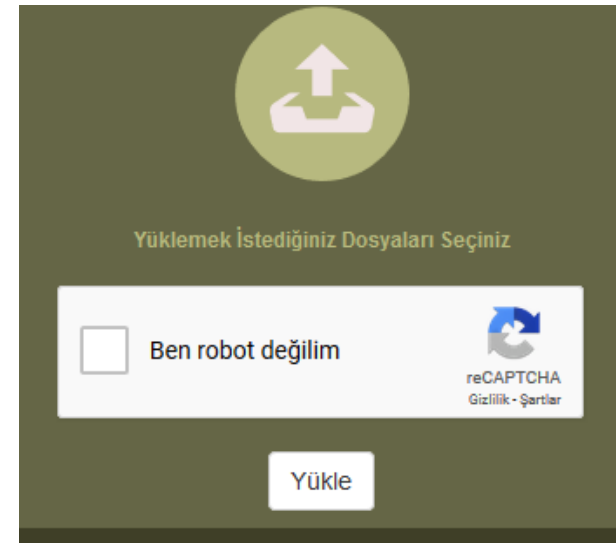 Yüklemek İstediğiniz Dosyaları Seçiniz
Ben robot değilim
reCAPTCHA
Gizlilik - Şartlar
Yükle